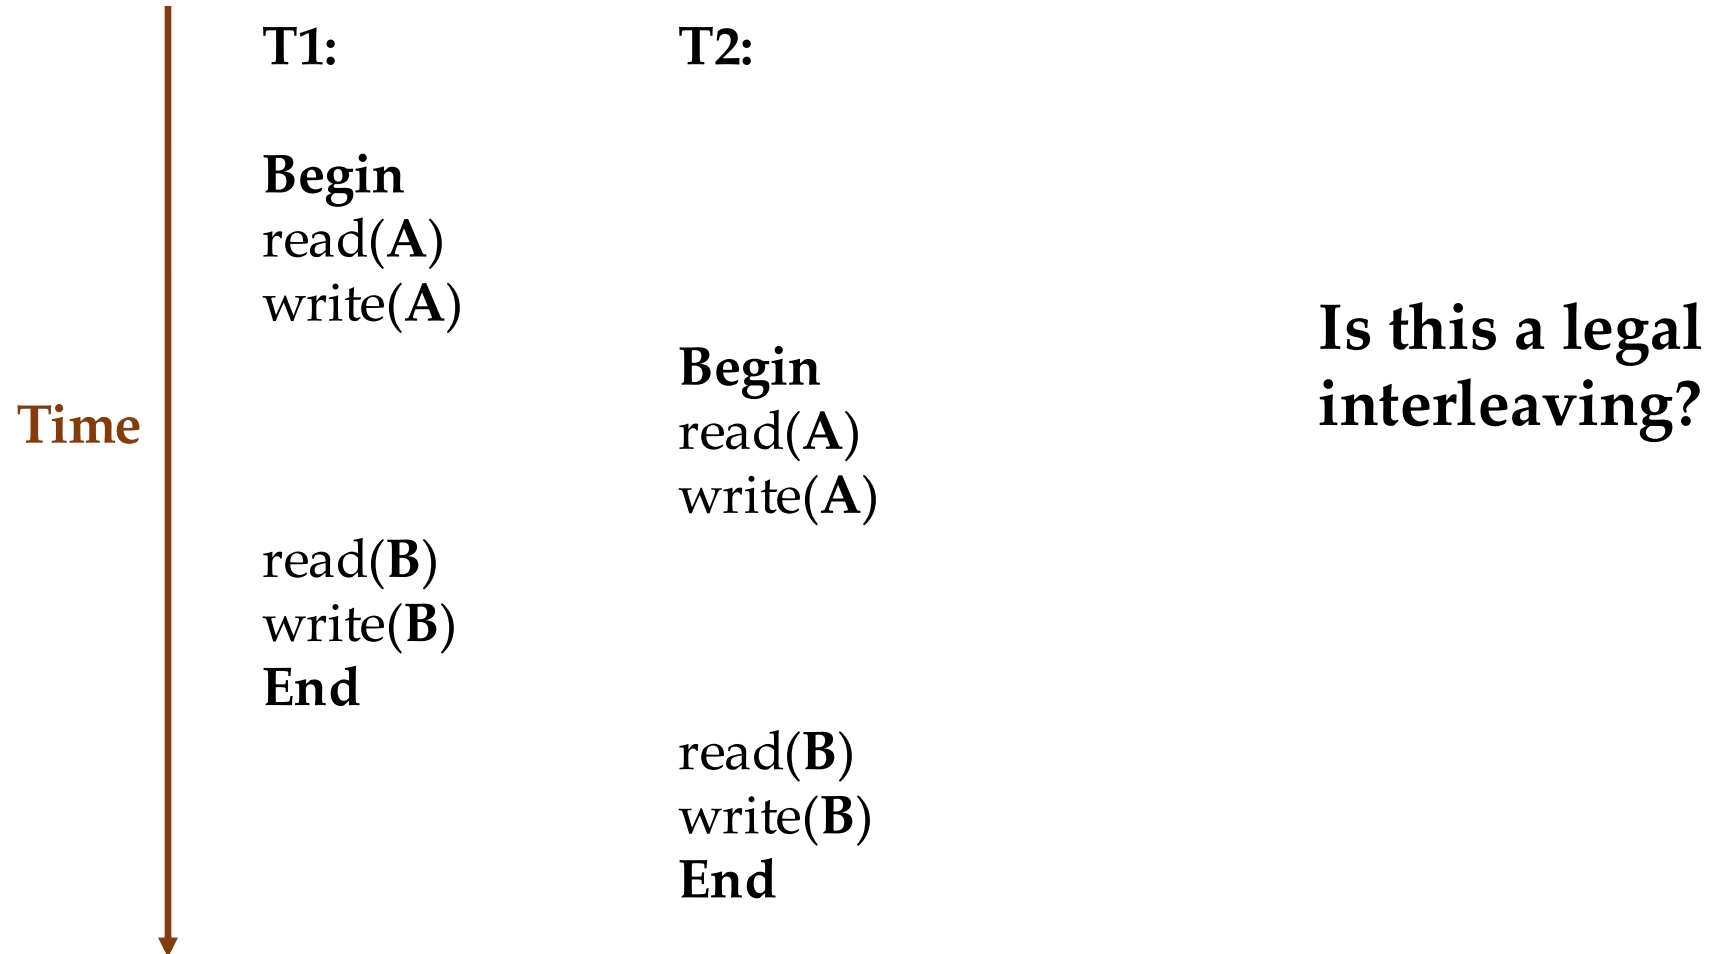 T1:
T2:
Begin
read(A)
write(A)
Begin
read(A)
write(A)
read(B)
write(B)
End
read(B)
write(B)
End
Time
Is this a legal
interleaving?